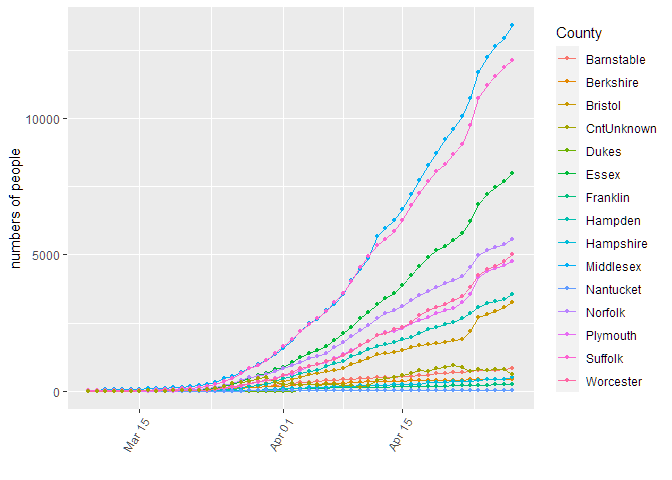 numbers of people
10000
5000
0
Mar 15
Apr 01
Apr 15
County
Barnstable
Berkshire
Bristol
CntUnknown
Dukes
Essex
Franklin
Hampden
Hampshire
Middlesex
Nantucket
Norfolk
Plymouth
Suffolk
Worcester